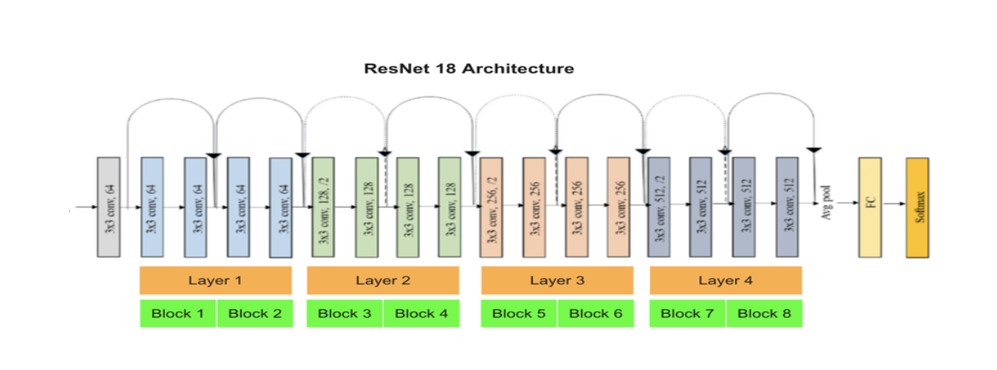 ResNet 18 Architecture
3x3 conv, 64
3x3 conv, 64
3x3 conv, 64
3x3 conv, 64
3x3 conv, 64
3x3 conv, 128, /2
3x3 conv, 128
3x3 conv, 128
3x3 conv, 128
3x3 conv, 256, /2
3x3 conv, 256
3x3 conv, 256
3x3 conv, 256
3x3 conv, 512, /2
3x3 conv, 512
3x3 conv, 512
3x3 conv, 512
Avg pool
FC
Softmax
Layer 1
Layer 2
Layer 3
Layer 4
Block 1
Block 2
Block 3
Block 4
Block 5
Block 6
Block 7
Block 8